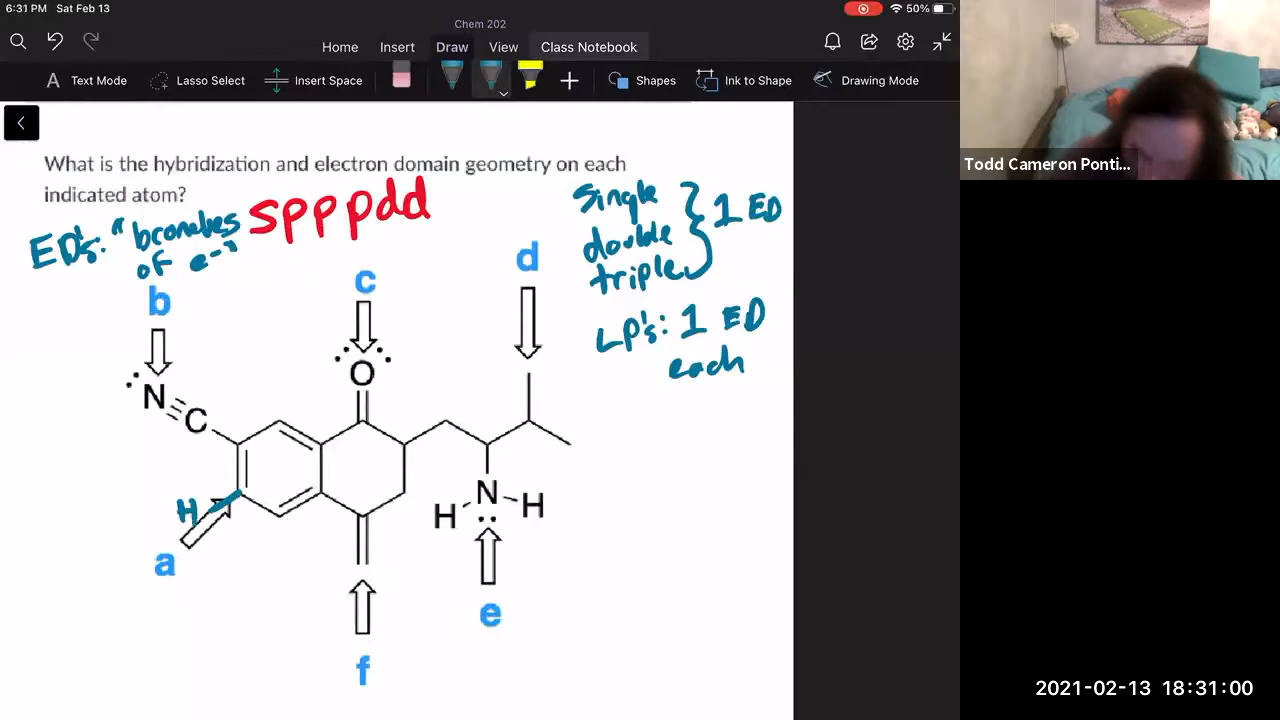 6:31 PM Sat Feb 13
50%
Chem 202
Home Insert Draw View Class Notebook
Text Mode Lasso Select Insert Space Shapes Ink to Shape Drawing Mode
What is the hybridization and electron domain geometry on each
indicated atom?
ED's: "branches
of e-"
spppdd
single
double
triple
1 ED
LP's: 1 ED
each
b
c
d
N
C
O
H
a
H
N
H
e
f
Todd Cameron Ponti...
2021-02-13 18:31:00